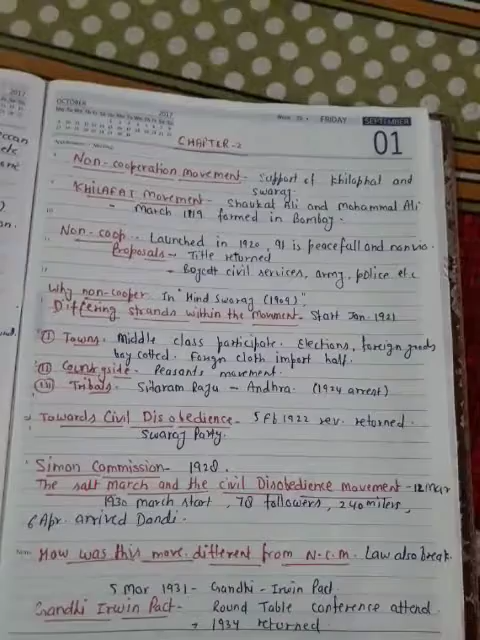 OCTOBER 2017
FRIDAY SEPTEMBER
01
CHAPTER-2
Non-cooperation movement - support of Khilaphat and
swaraj.
KHILAFAT Movement - Shaukat Ali and Mohammal Ali
- March 1919 formed in Bombay.
Non-coop - Launched in 1920, It is peacefull and nonvio.
Proposals - Title returned
- Boycott civil services, army, police etc
Why non-cooper. In "Hind Swaraj (1909)"
Differing strands within the Movement - Start Jan. 1921
(I) Towns. Middle class participate. Elections, foreign goods
boycotted. Foreign cloth import half.
(II) Countryside - Peasants movement.
(III) Tribals - Sitaram Raju - Andhra. (1924 arrest)
Towards Civil Disobedience - 5 Feb 1922 rev. returned.
Swaraj Party.
Simon Commission - 1928.
The salt march and the civil Disobedience movement - 12 Mar
1930 march start, 78 followers, 240 miles,
6 Apr. arrived Dandi.
How was this move. different from N.C.M. Law also break.
5 Mar 1931 - Gandhi-Irwin Pact.
Gandhi Irwin Pact - Round Table conference attend.
→ 1934 returned